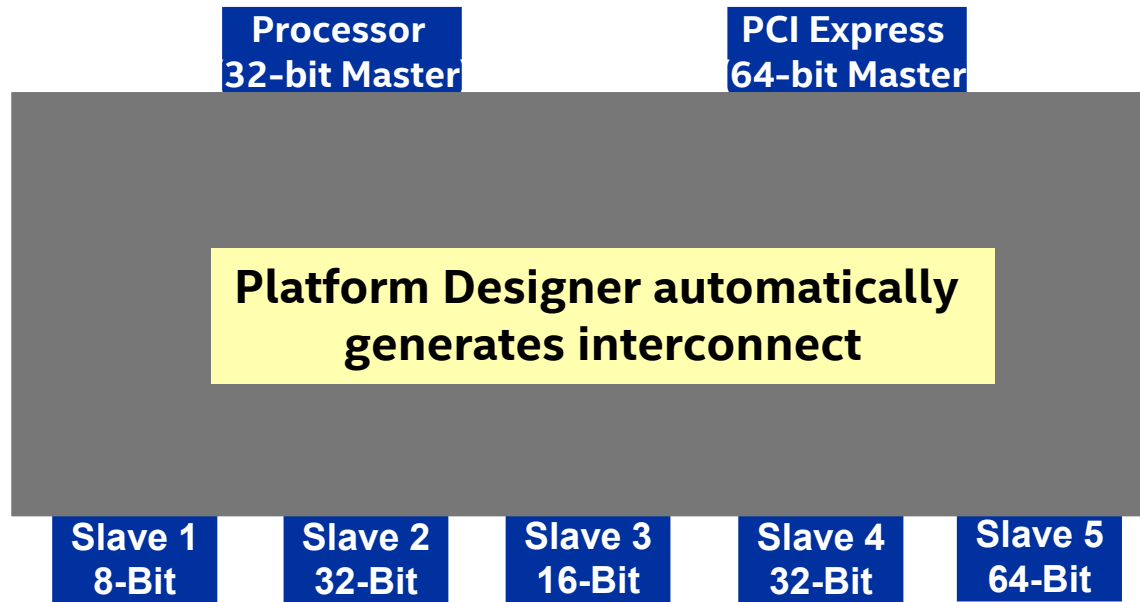 Processor
(32-bit Master)
PCI Express
(64-bit Master
Platform Designer automatically
generates interconnect
Slave 1
8-Bit
Slave 2
32-Bit
Slave 3
16-Bit
Slave 4
32-Bit
Slave 5
64-Bit